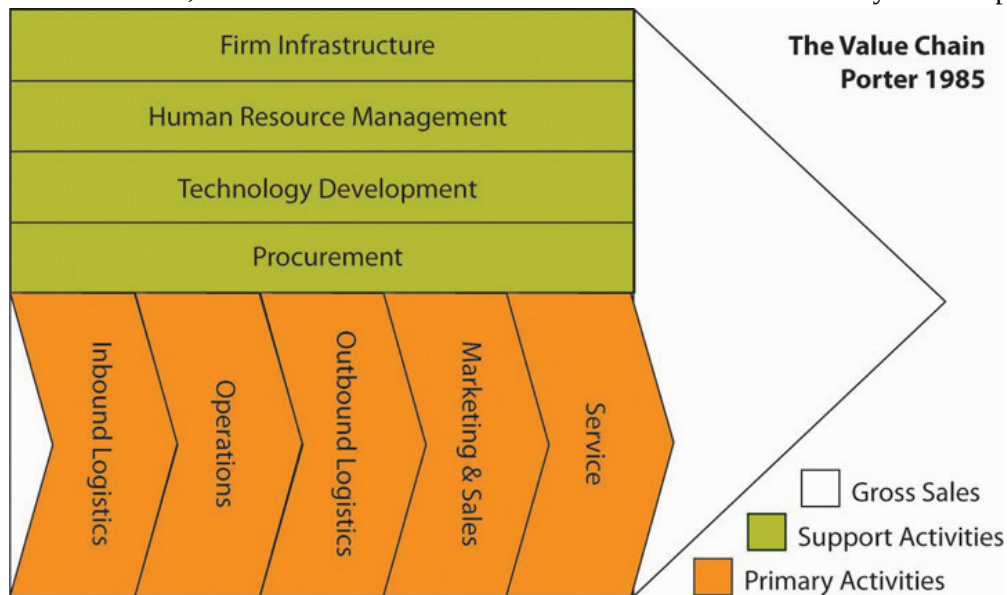 Firm Infrastructure
Human Resource Management
Technology Development
Procurement
Inbound Logistics
Operations
Outbound Logistics
Marketing & Sales
Service
The Value Chain
Porter 1985
Gross Sales
Support Activities
Primary Activities